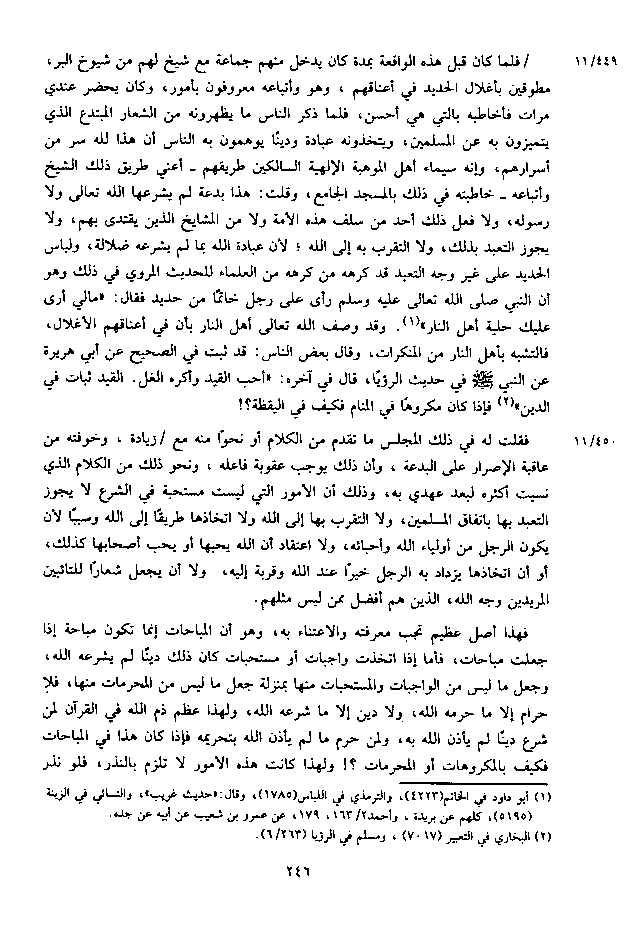 ١١/٤٤٩ / فلما كان قبل هذه الواقعة بمدة كان يدخل منهم جماعة مع شيخ لهم من شيوخ البر،
مطوقين بأغلال الحديد في أعناقهم ، وهو وأتباعه معروفون بأمور، وكان يحضر عندي
مرات فأخاطبه بالتي هي أحسن، فلما ذكر الناس ما يظهرونه من الشعار المبتدع الذي
يتميزون به عن المسلمين، ويتخذونه عبادة ودينًا يوهمون به الناس أن هذا لله سر من
أسرارهم، وإنه سيماء أهل الموهبة الإلهية السالكين طريقهم - أعني طريق ذلك الشيخ
وأتباعه - خاطبته في ذلك بالمسجد الجامع، وقلت: هذا بدعة لم يشرعها الله تعالى ولا
رسوله، ولا فعل ذلك أحد من سلف هذه الأمة ولا من المشايخ الذين يقتدى بهم، ولا
يجوز التعبد بذلك، ولا التقرب به إلى الله ؛ لأن عبادة الله بما لم يشرعه ضلالة، ولباس
الحديد على غير وجه التعبد قد كرهه من كرهه من العلماء للحديث المروي في ذلك وهو
أن النبي صلى الله تعالى عليه وسلم رأى على رجل خاتمًا من حديد فقال: «مالي أرى
عليك حلية أهل النار»(١). وقد وصف الله تعالى أهل النار بأن في أعناقهم الأغلال،
فالتشبه بأهل النار من المنكرات، وقال بعض الناس: قد ثبت في الصحيح عن أبي هريرة
عن النبي ﷺ في حديث الرؤيا، قال في آخره: «أحب القيد وأكره الغل. القيد ثبات في
الدين»(٢) فإذا كان مكروهًا في المنام فكيف في اليقظة؟!
١١/٤٥٠ فقلت له في ذلك المجلس ما تقدم من الكلام أو نحوًا منه مع / زيادة ، وخوفته من
عاقبة الإصرار على البدعة ، وأن ذلك يوجب عقوبة فاعله ، ونحو ذلك من الكلام الذي
نسيت أكثره لبعد عهدي به، وذلك أن الأمور التي ليست مستحبة في الشرع لا يجوز
التعبد بها باتفاق المسلمين، ولا التقرب بها إلى الله ولا اتخاذها طريقًا إلى الله وسببًا لأن
يكون الرجل من أولياء الله وأحبائه، ولا اعتقاد أن الله يحبها أو يحب أصحابها كذلك،
أو أن اتخاذها يزداد به الرجل خيرًا عند الله وقربة إليه، ولا أن يجعل شعارًا للتائبين
المريدين وجه الله، الذين هم أفضل ممن ليس مثلهم.
فهذا أصل عظيم تجب معرفته والاعتناء به، وهو أن المباحات إنما تكون مباحة إذا
جعلت مباحات، فأما إذا اتخذت واجبات أو مستحبات كان ذلك دينًا لم يشرعه الله،
وجعل ما ليس من الواجبات والمستحبات منها بمنزلة جعل ما ليس من المحرمات منها، فلا
حرام إلا ما حرمه الله، ولا دين إلا ما شرعه الله، ولهذا عظم ذم الله في القرآن لمن
شرع دينًا لم يأذن الله به، ولمن حرم ما لم يأذن الله بتحريمه فإذا كان هذا في المباحات
فكيف بالمكروهات أو المحرمات ؟! ولهذا كانت هذه الأمور لا تلزم بالنذر، فلو نذر
(١) أبو داود في الخاتم(٤٢٢٣)، والترمذي في اللباس(١٧٨٥)، وقال:«حديث غريب»، والنسائي في الزينة
(٥١٩٥)، كلهم عن بريدة ، وأحمد٢/ ١٦٣، ١٧٩، عن عمرو بن شعيب عن أبيه عن جده.
(٢) البخاري في التعبير (٧٠١٧) ، ومسلم في الرؤيا (٦/٢٢٦٣).
٢٤٦